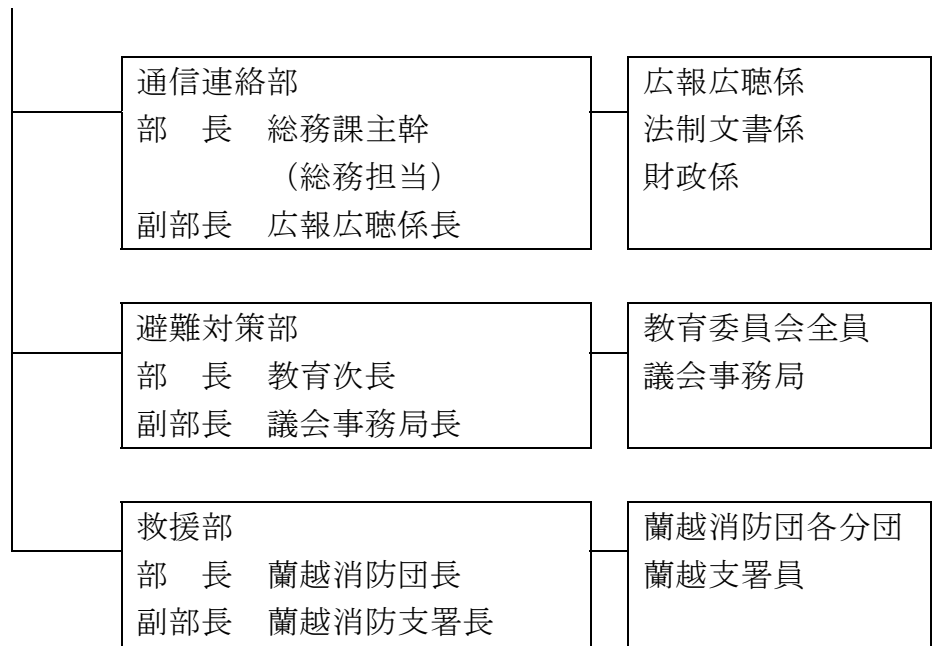 通信連絡部
部　長　総務課主幹
（総務担当）
副部長　広報広聴係長
広報広聴係
法制文書係
財政係
避難対策部
部　長　教育次長
副部長　議会事務局長
教育委員会全員
議会事務局
救援部
部　長　蘭越消防団長
副部長　蘭越消防支署長
蘭越消防団各分団
蘭越支署員